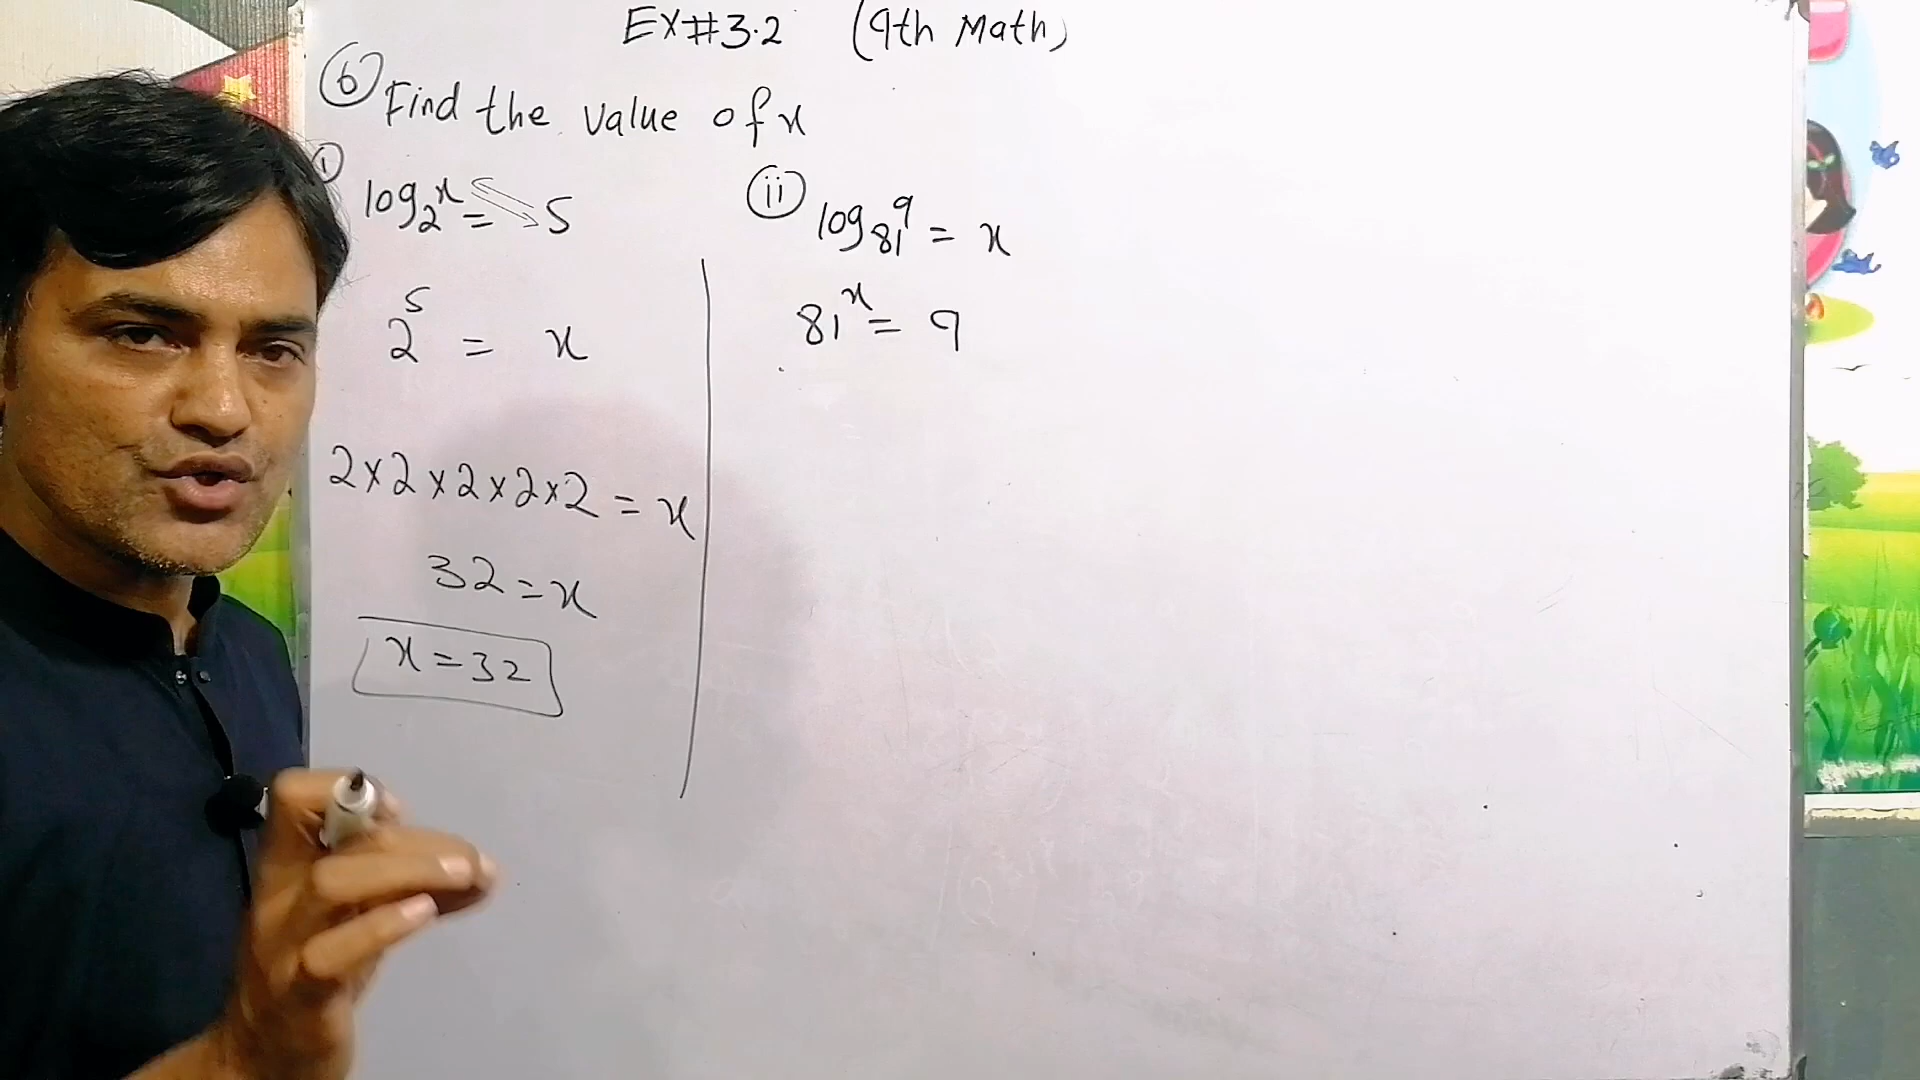 EX#3.2 (9th Math)
⑥ Find the value of x
ⓘ log₂ˣ = 5
2⁵ = x
2×2×2×2×2 = x
32 = x
x = 32
ⓘⓘ log₈₁⁹ = x
81ˣ = 9